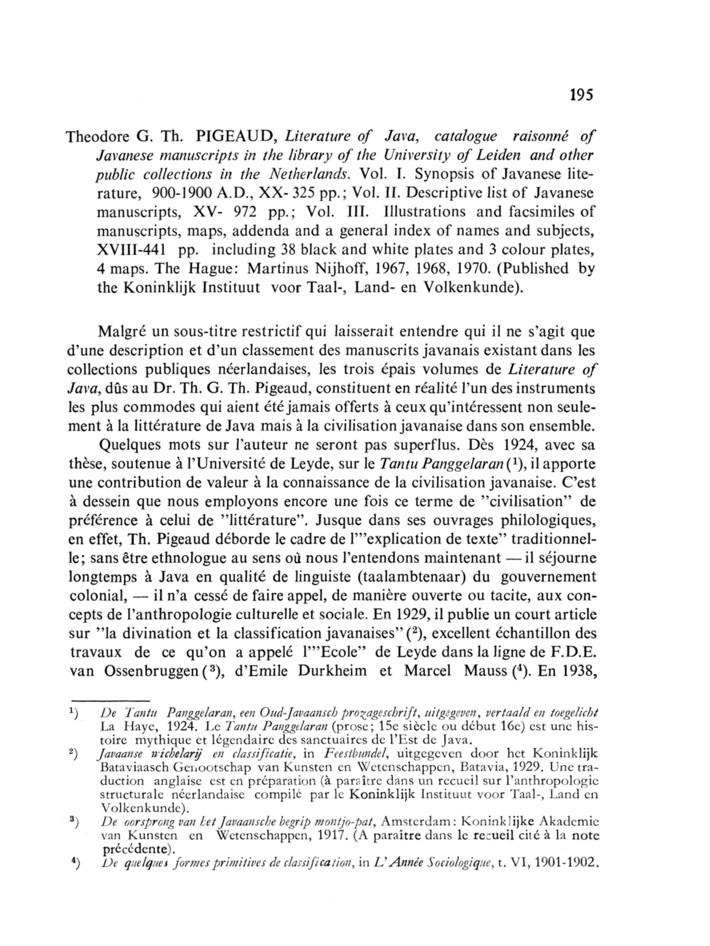 195
Theodore G. Th. PIGEAUD, Literature of Java, catalogue raisonné of
Javanese manuscripts in the library of the University of Leiden and other
public collections in the Netherlands. Vol. I. Synopsis of Javanese lite-
rature, 900-1900 A.D., XX- 325 pp.; Vol. II. Descriptive list of Javanese
manuscripts, XV- 972 pp.; Vol. III. Illustrations and facsimiles of
manuscripts, maps, addenda and a general index of names and subjects,
XVIII-441 pp. including 38 black and white plates and 3 colour plates,
4 maps. The Hague: Martinus Nijhoff, 1967, 1968, 1970. (Published by
the Koninklijk Instituut voor Taal-, Land- en Volkenkunde).
Malgré un sous-titre restrictif qui laisserait entendre qui il ne s'agit que
d'une description et d'un classement des manuscrits javanais existant dans les
collections publiques néerlandaises, les trois épais volumes de Literature of
Java, dûs au Dr. Th. G. Th. Pigeaud, constituent en réalité l'un des instruments
les plus commodes qui aient été jamais offerts à ceux qu'intéressent non seule-
ment à la littérature de Java mais à la civilisation javanaise dans son ensemble.
Quelques mots sur l'auteur ne seront pas superflus. Dès 1924, avec sa
thèse, soutenue à l'Université de Leyde, sur le Tantu Panggelaran (¹), il apporte
une contribution de valeur à la connaissance de la civilisation javanaise. C'est
à dessein que nous employons encore une fois ce terme de "civilisation" de
préférence à celui de "littérature". Jusque dans ses ouvrages philologiques,
en effet, Th. Pigeaud déborde le cadre de l'"explication de texte" traditionnel-
le; sans être ethnologue au sens où nous l'entendons maintenant — il séjourne
longtemps à Java en qualité de linguiste (taalambtenaar) du gouvernement
colonial, — il n'a cessé de faire appel, de manière ouverte ou tacite, aux con-
cepts de l'anthropologie culturelle et sociale. En 1929, il publie un court article
sur "la divination et la classification javanaises" (²), excellent échantillon des
travaux de ce qu'on a appelé l'"Ecole" de Leyde dans la ligne de F.D.E.
van Ossenbruggen (³), d'Emile Durkheim et Marcel Mauss (⁴). En 1938,
¹) De Tantu Panggelaran, een Oud-Javaansch prozageschrift, uitgegeven, vertaald en toegelicht
La Haye, 1924. Le Tantu Panggelaran (prose; 15e siècle ou début 16e) est une his-
toire mythique et légendaire des sanctuaires de l'Est de Java.
²) Javaanse wichelarij en classificatie, in Feestbundel, uitgegeven door het Koninklijk
Bataviaasch Genootschap van Kunsten en Wetenschappen, Batavia, 1929. Une tra-
duction anglaise est en préparation (à paraître dans un recueil sur l'anthropologie
structurale néerlandaise compilé par le Koninklijk Instituut voor Taal-, Land en
Volkenkunde).
³) De oorsprong van het Javaansche begrip montjo-pat, Amsterdam: Koninklijke Akademie
van Kunsten en Wetenschappen, 1917. (A paraître dans le recueil cité à la note
précédente).
⁴) De quelques formes primitives de classification, in L'Année Sociologique, t. VI, 1901-1902.